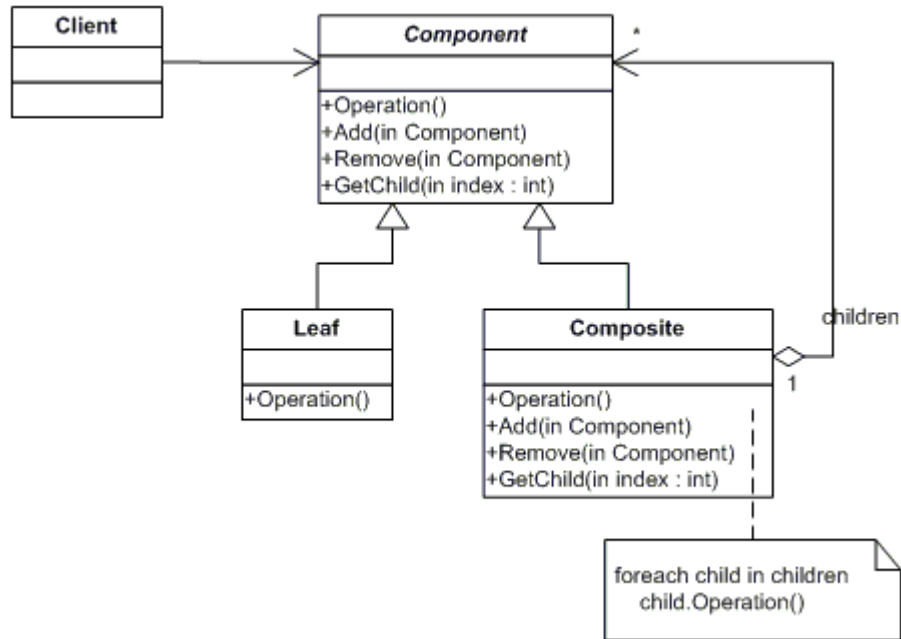 Client
Component
*
+Operation()
+Add(in Component)
+Remove(in Component)
+GetChild(in index : int)
children
Leaf
+Operation()
Composite
1
+Operation()
+Add(in Component)
+Remove(in Component)
+GetChild(in index : int)
foreach child in children
child.Operation()